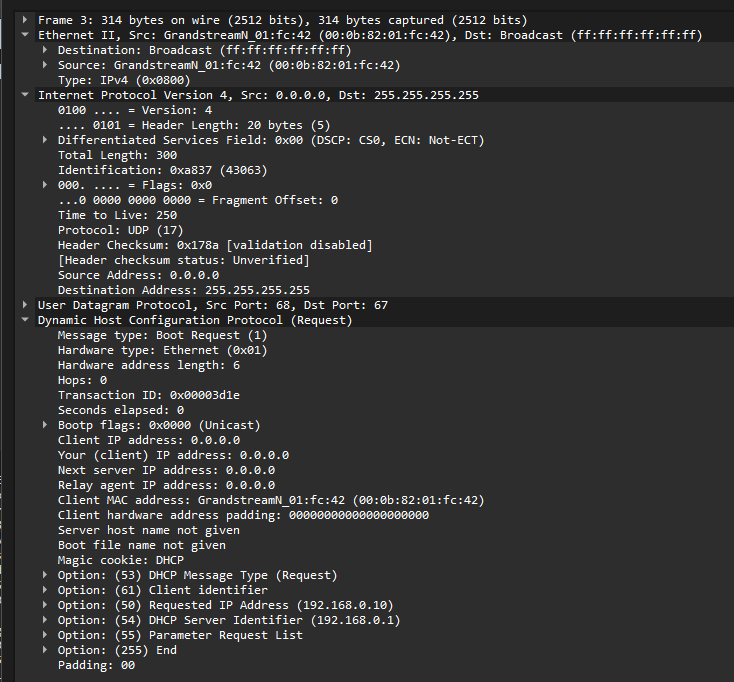 Frame 3: 314 bytes on wire (2512 bits), 314 bytes captured (2512 bits)
Ethernet II, Src: GrandstreamN_01:fc:42 (00:0b:82:01:fc:42), Dst: Broadcast (ff:ff:ff:ff:ff:ff)
Destination: Broadcast (ff:ff:ff:ff:ff:ff)
Source: GrandstreamN_01:fc:42 (00:0b:82:01:fc:42)
Type: IPv4 (0x0800)
Internet Protocol Version 4, Src: 0.0.0.0, Dst: 255.255.255.255
0100 .... = Version: 4
.... 0101 = Header Length: 20 bytes (5)
Differentiated Services Field: 0x00 (DSCP: CS0, ECN: Not-ECT)
Total Length: 300
Identification: 0xa837 (43063)
000. .... = Flags: 0x0
...0 0000 0000 0000 = Fragment Offset: 0
Time to Live: 250
Protocol: UDP (17)
Header Checksum: 0x178a [validation disabled]
[Header checksum status: Unverified]
Source Address: 0.0.0.0
Destination Address: 255.255.255.255
User Datagram Protocol, Src Port: 68, Dst Port: 67
Dynamic Host Configuration Protocol (Request)
Message type: Boot Request (1)
Hardware type: Ethernet (0x01)
Hardware address length: 6
Hops: 0
Transaction ID: 0x00003d1e
Seconds elapsed: 0
Bootp flags: 0x0000 (Unicast)
Client IP address: 0.0.0.0
Your (client) IP address: 0.0.0.0
Next server IP address: 0.0.0.0
Relay agent IP address: 0.0.0.0
Client MAC address: GrandstreamN_01:fc:42 (00:0b:82:01:fc:42)
Client hardware address padding: 00000000000000000000
Server host name not given
Boot file name not given
Magic cookie: DHCP
Option: (53) DHCP Message Type (Request)
Option: (61) Client identifier
Option: (50) Requested IP Address (192.168.0.10)
Option: (54) DHCP Server Identifier (192.168.0.1)
Option: (55) Parameter Request List
Option: (255) End
Padding: 00